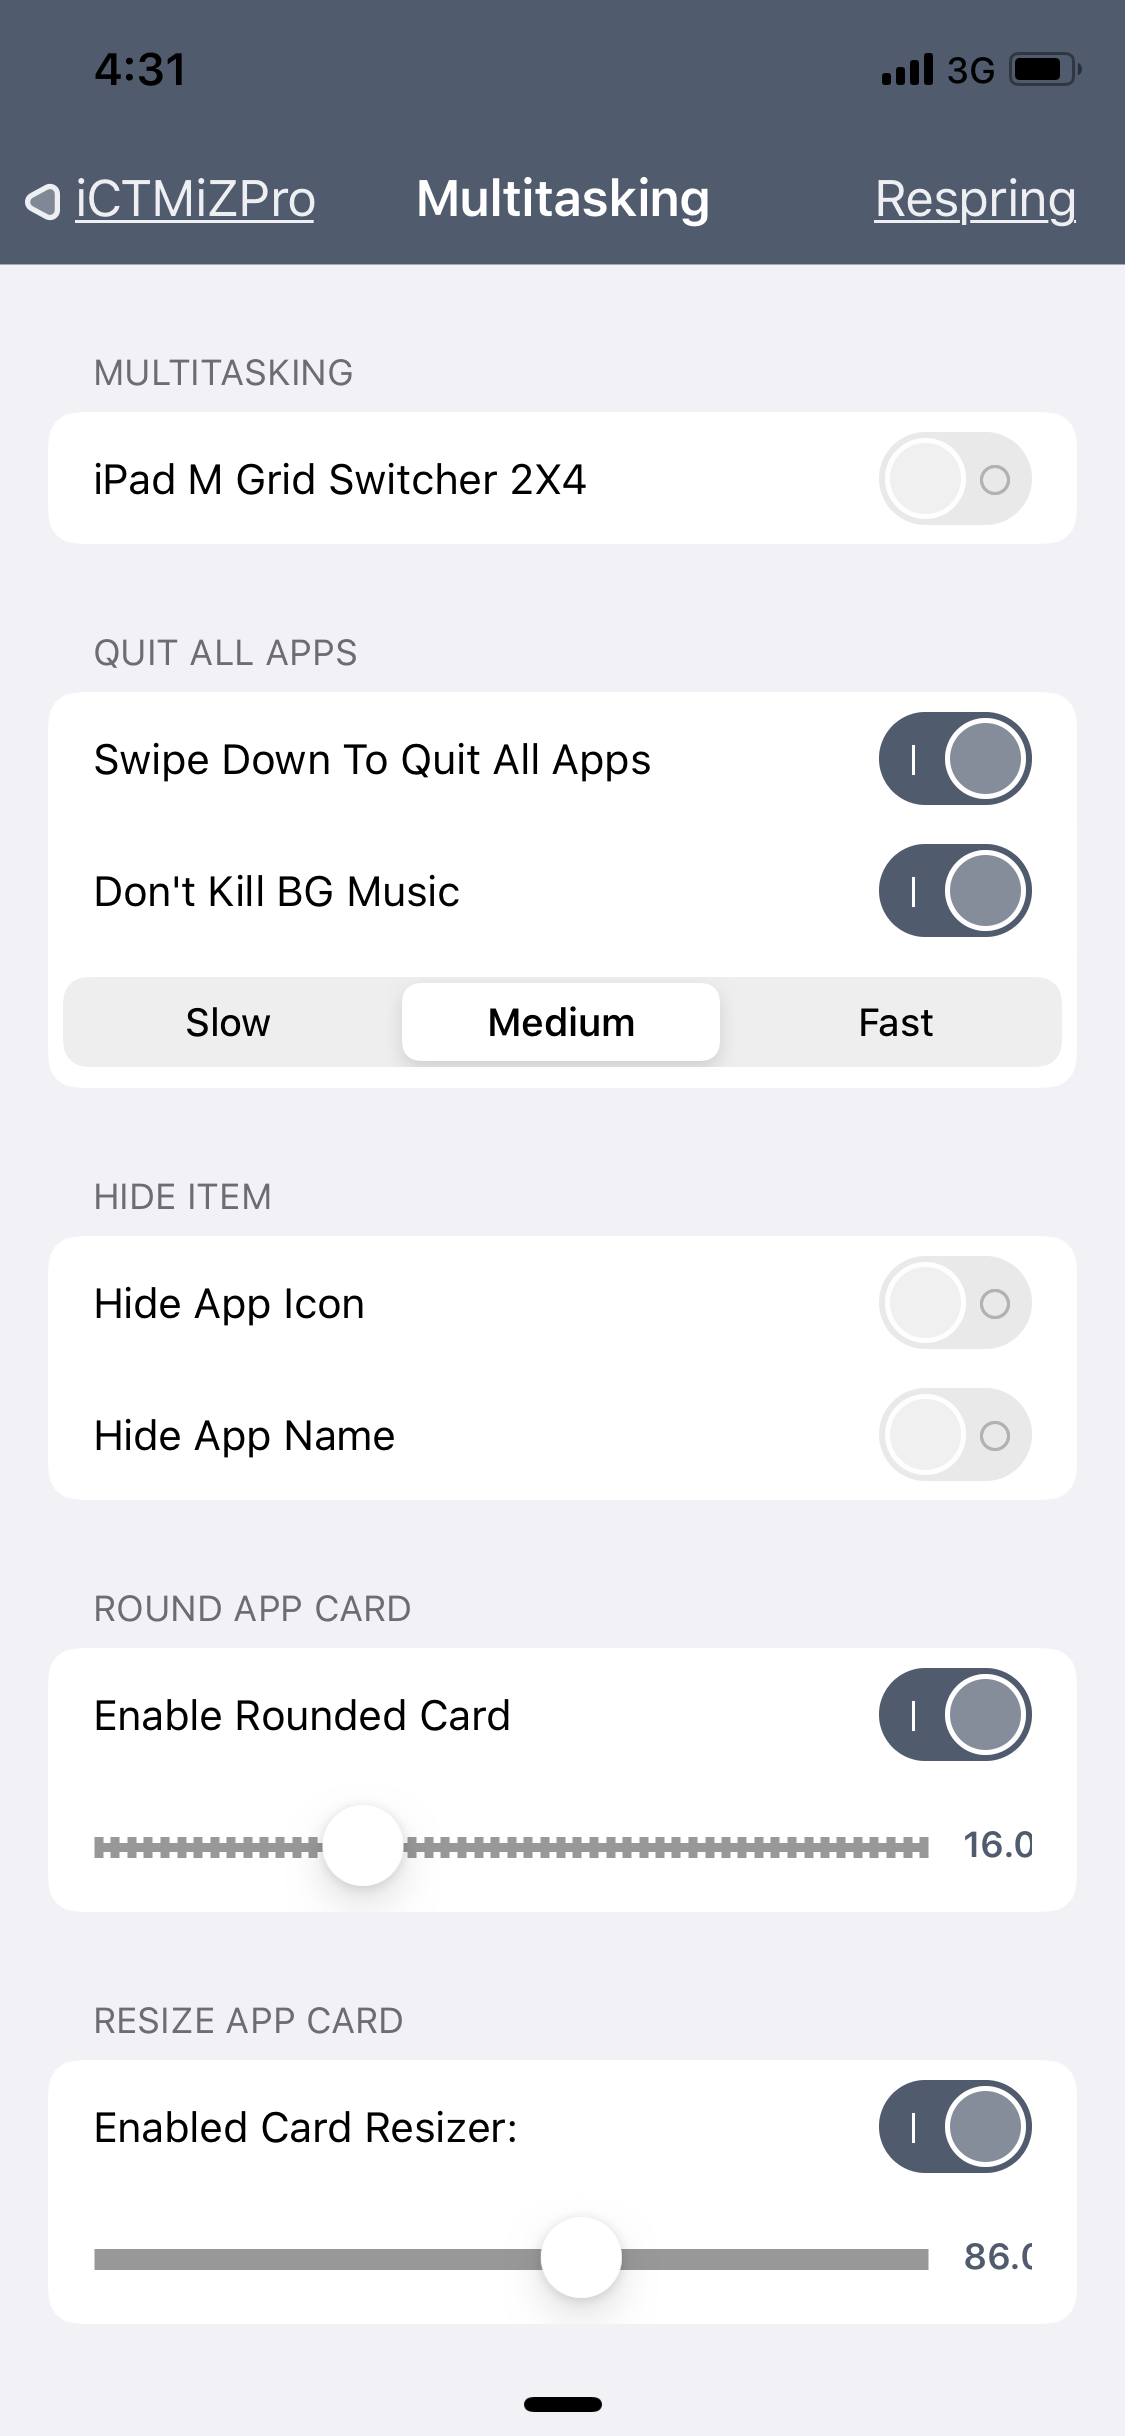 4:31 3G
iCTMiZPro Multitasking Respring
MULTITASKING
iPad M Grid Switcher 2X4
QUIT ALL APPS
Swipe Down To Quit All Apps
Don't Kill BG Music
Slow Medium Fast
HIDE ITEM
Hide App Icon
Hide App Name
ROUND APP CARD
Enable Rounded Card
16.0
RESIZE APP CARD
Enabled Card Resizer:
86.0